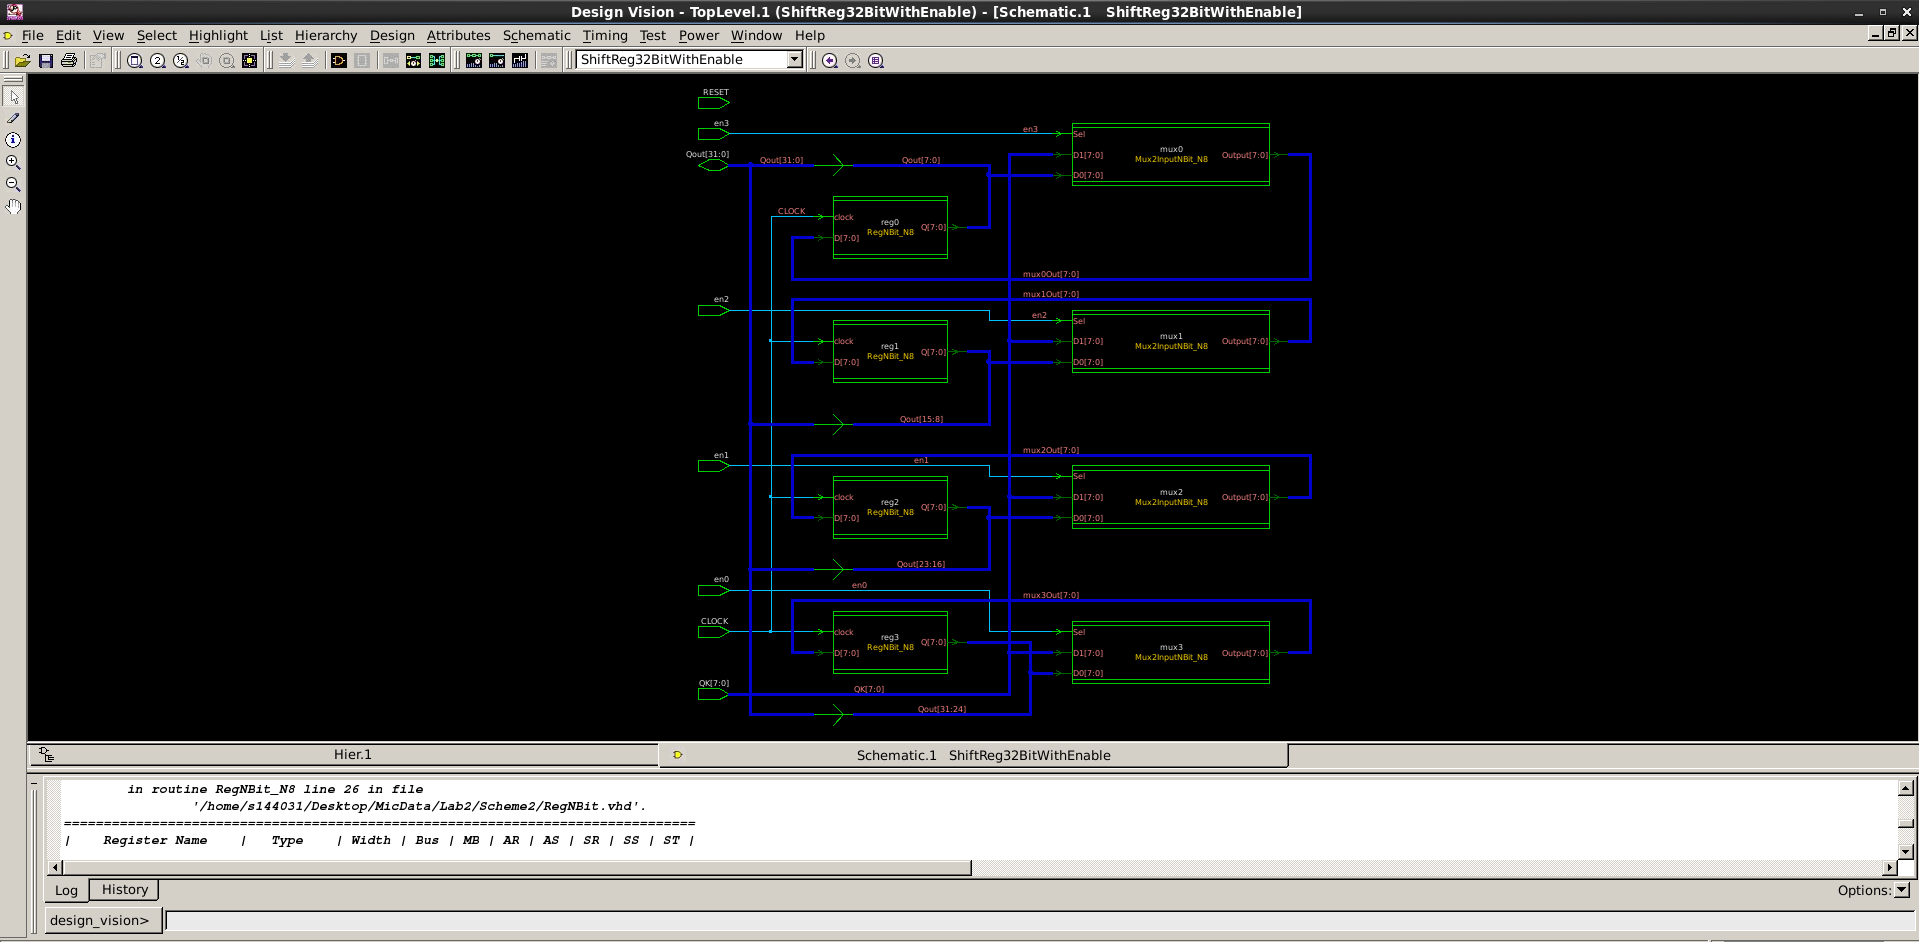 Design Vision - TopLevel.1 (ShiftReg32BitWithEnable) - [Schematic.1   ShiftReg32BitWithEnable]
File Edit View Select Highlight List Hierarchy Design Attributes Schematic Timing Test Power Window Help
ShiftReg32BitWithEnable
RESET
en3
en3
Sel
Qout[31:0]
Qout[31:0]
Qout[7:0]
D1[7:0]
mux0
Mux2InputNBit_N8
Output[7:0]
D0[7:0]
CLOCK
clock
reg0
RegNBit_N8
Q[7:0]
D[7:0]
mux0Out[7:0]
mux1Out[7:0]
en2
en2
Sel
clock
reg1
RegNBit_N8
Q[7:0]
D[7:0]
D1[7:0]
mux1
Mux2InputNBit_N8
Output[7:0]
D0[7:0]
Qout[15:8]
mux2Out[7:0]
en1
en1
Sel
clock
reg2
RegNBit_N8
Q[7:0]
D[7:0]
D1[7:0]
mux2
Mux2InputNBit_N8
Output[7:0]
D0[7:0]
Qout[23:16]
en0
en0
mux3Out[7:0]
CLOCK
clock
reg3
RegNBit_N8
Q[7:0]
D[7:0]
Sel
D1[7:0]
mux3
Mux2InputNBit_N8
Output[7:0]
D0[7:0]
QK[7:0]
QK[7:0]
Qout[31:24]
Hier.1
Schematic.1   ShiftReg32BitWithEnable
in routine RegNBit_N8 line 26 in file
'/home/s144031/Desktop/MicData/Lab2/Scheme2/RegNBit.vhd'.
===============================================================================
|    Register Name    |   Type    | Width | Bus | MB | AR | AS | SR | SS | ST |
Log History
Options:
design_vision>